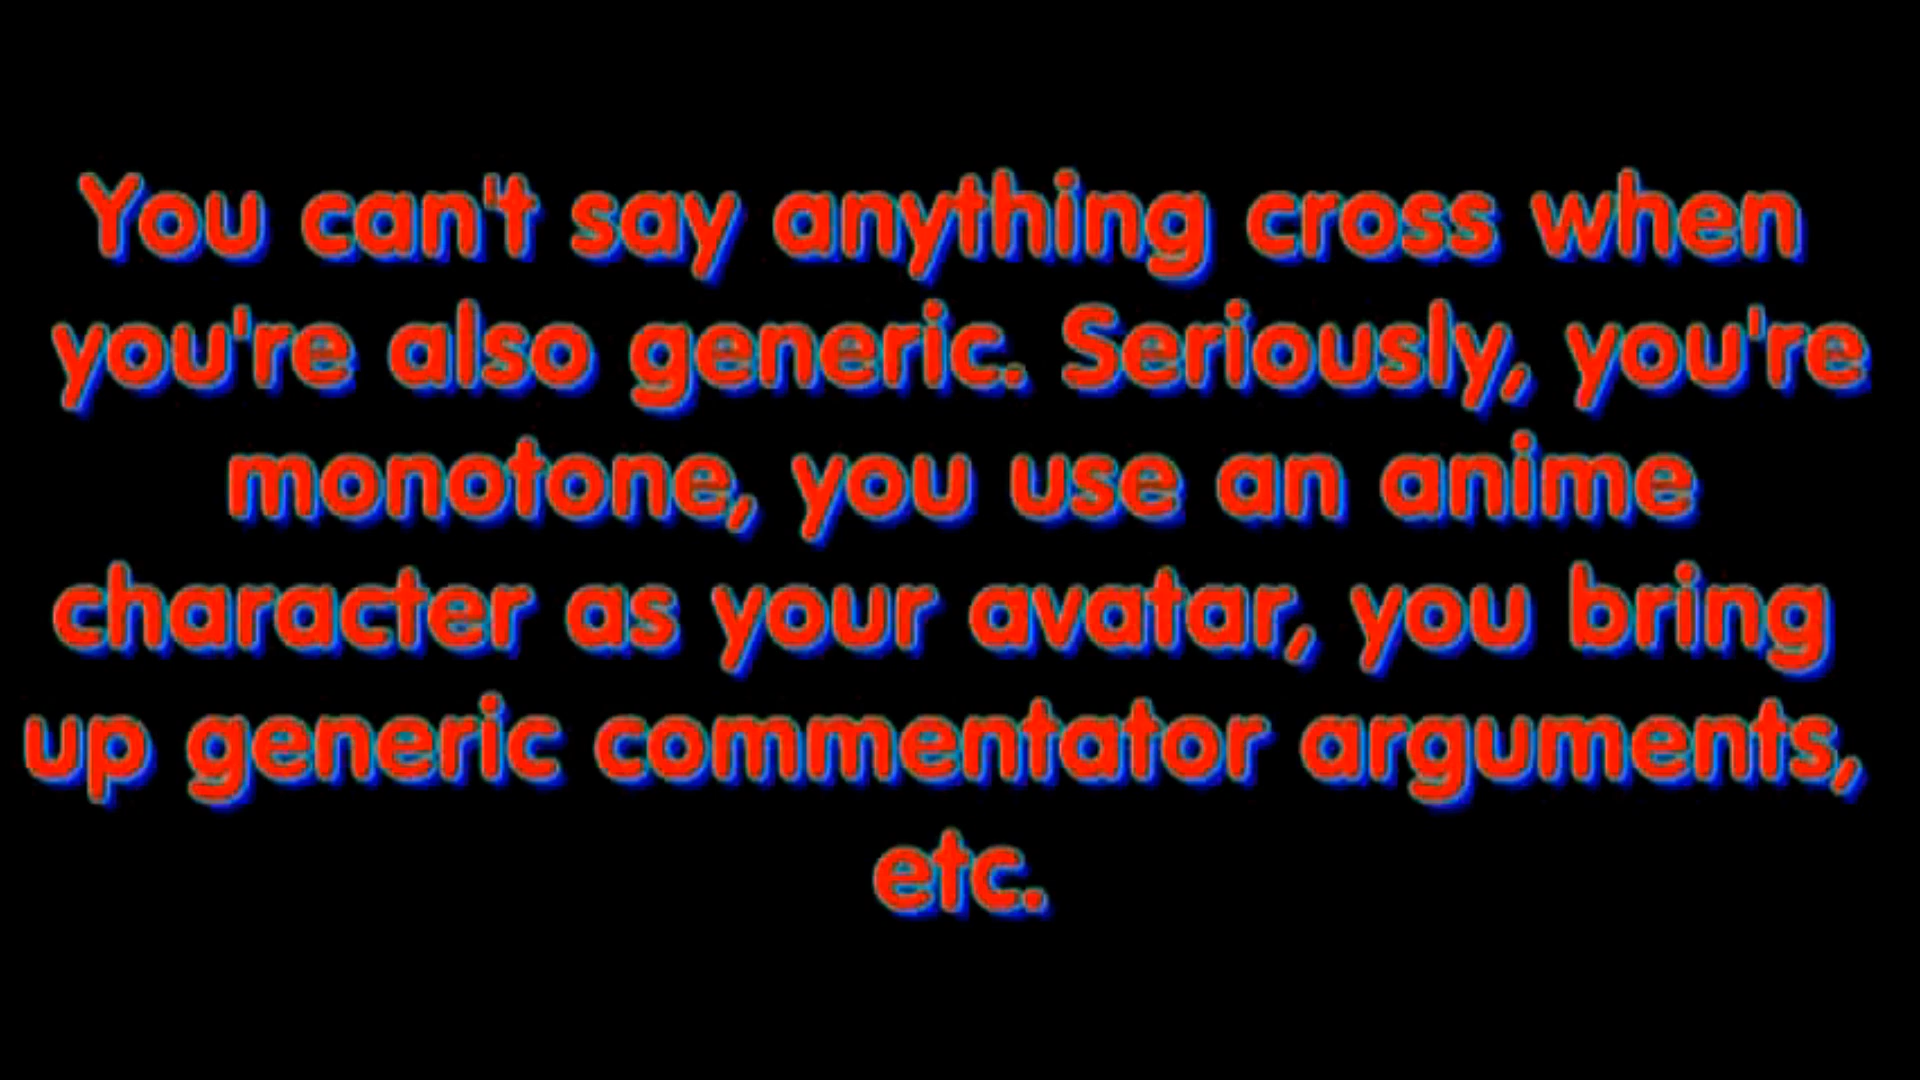 You can't say anything cross when
you're also generic. Seriously, you're
monotone, you use an anime
character as your avatar, you bring
up generic commentator arguments,
etc.